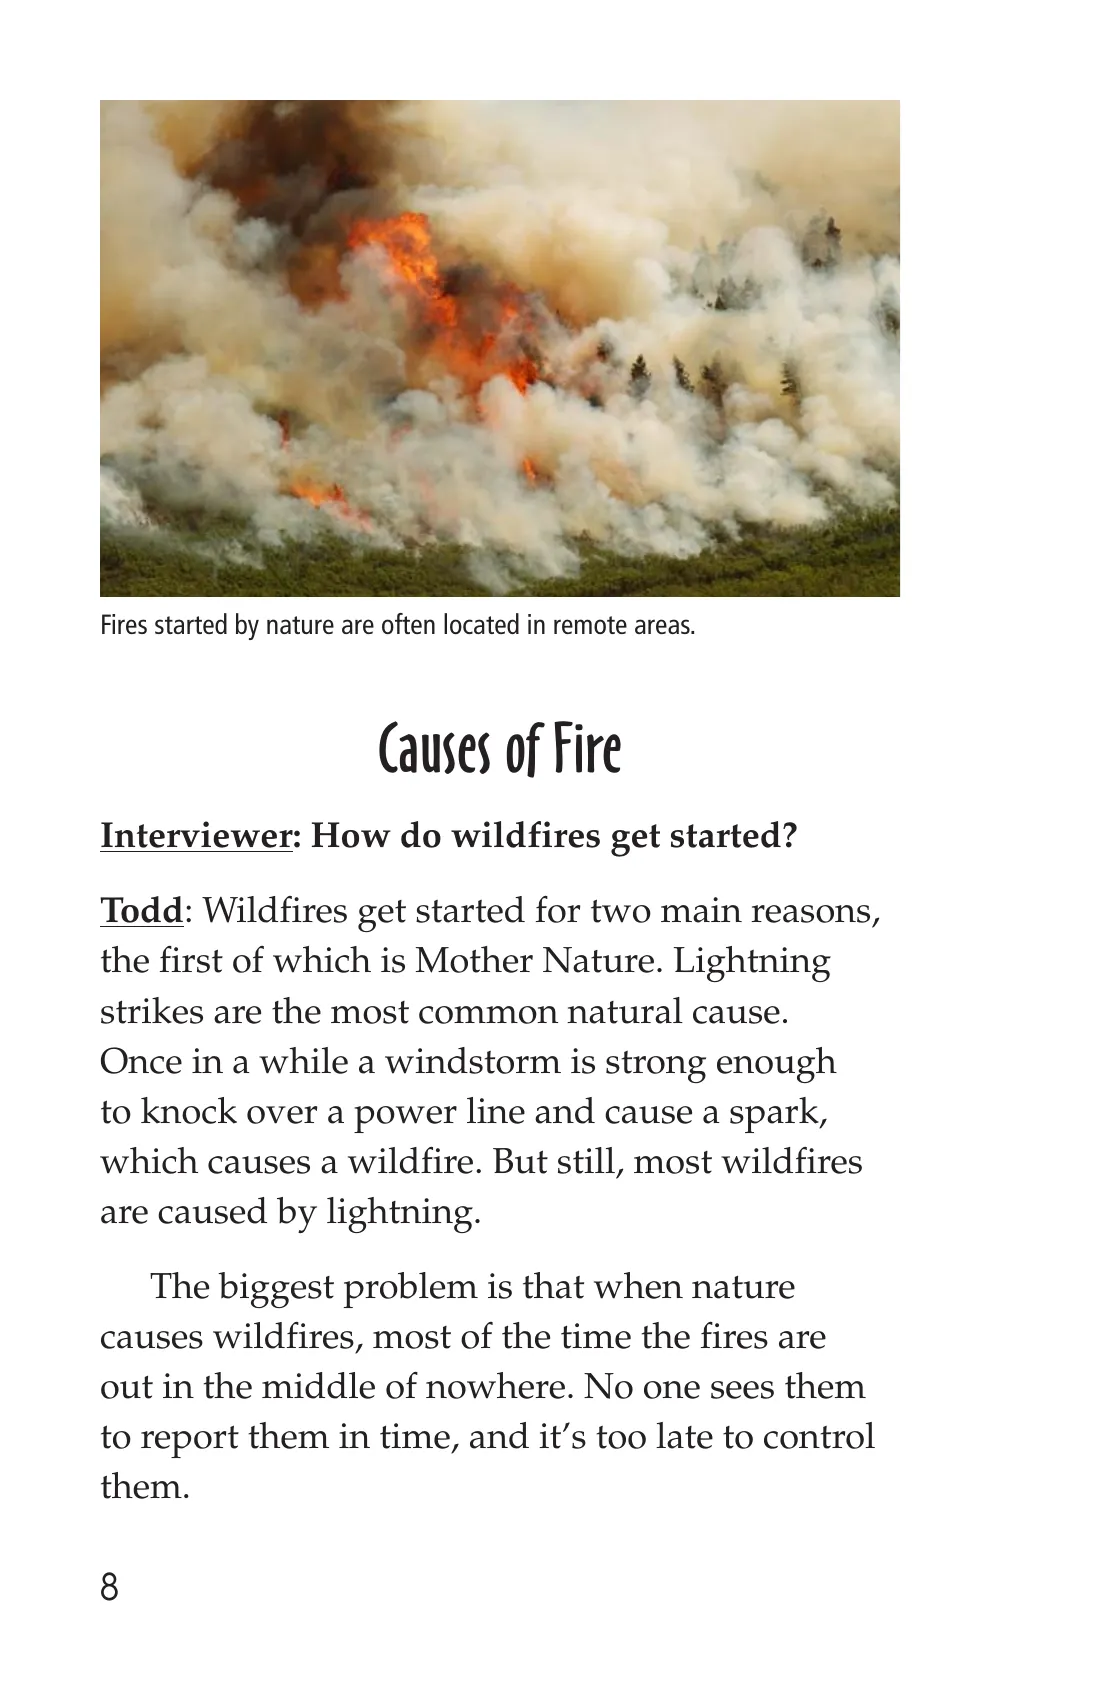 Fires started by nature are often located in remote areas.
Causes of Fire
Interviewer: How do wildfires get started?
Todd: Wildfires get started for two main reasons,
the first of which is Mother Nature. Lightning
strikes are the most common natural cause.
Once in a while a windstorm is strong enough
to knock over a power line and cause a spark,
which causes a wildfire. But still, most wildfires
are caused by lightning.
The biggest problem is that when nature
causes wildfires, most of the time the fires are
out in the middle of nowhere. No one sees them
to report them in time, and it’s too late to control
them.
8